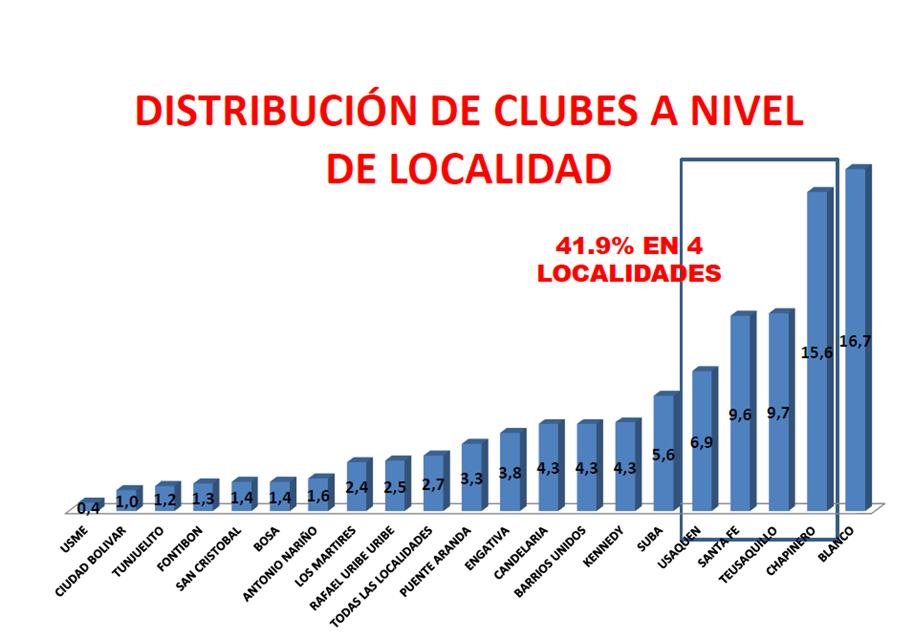 DISTRIBUCIÓN DE CLUBES A NIVEL
DE LOCALIDAD
41.9% EN 4
LOCALIDADES
0,4
1,0
1,2
1,3
1,4
1,4
1,6
2,4
2,5
2,7
3,3
3,8
4,3
4,3
4,3
5,6
6,9
9,6
9,7
15,6
16,7
USME
CIUDAD BOLIVAR
TUNJUELITO
FONTIBON
SAN CRISTOBAL
BOSA
ANTONIO NARIÑO
LOS MARTIRES
RAFAEL URIBE URIBE
TODAS LAS LOCALIDADES
PUENTE ARANDA
ENGATIVA
CANDELARIA
BARRIOS UNIDOS
KENNEDY
SUBA
USAQUEN
SANTA FE
TEUSAQUILLO
CHAPINERO
BLANCO